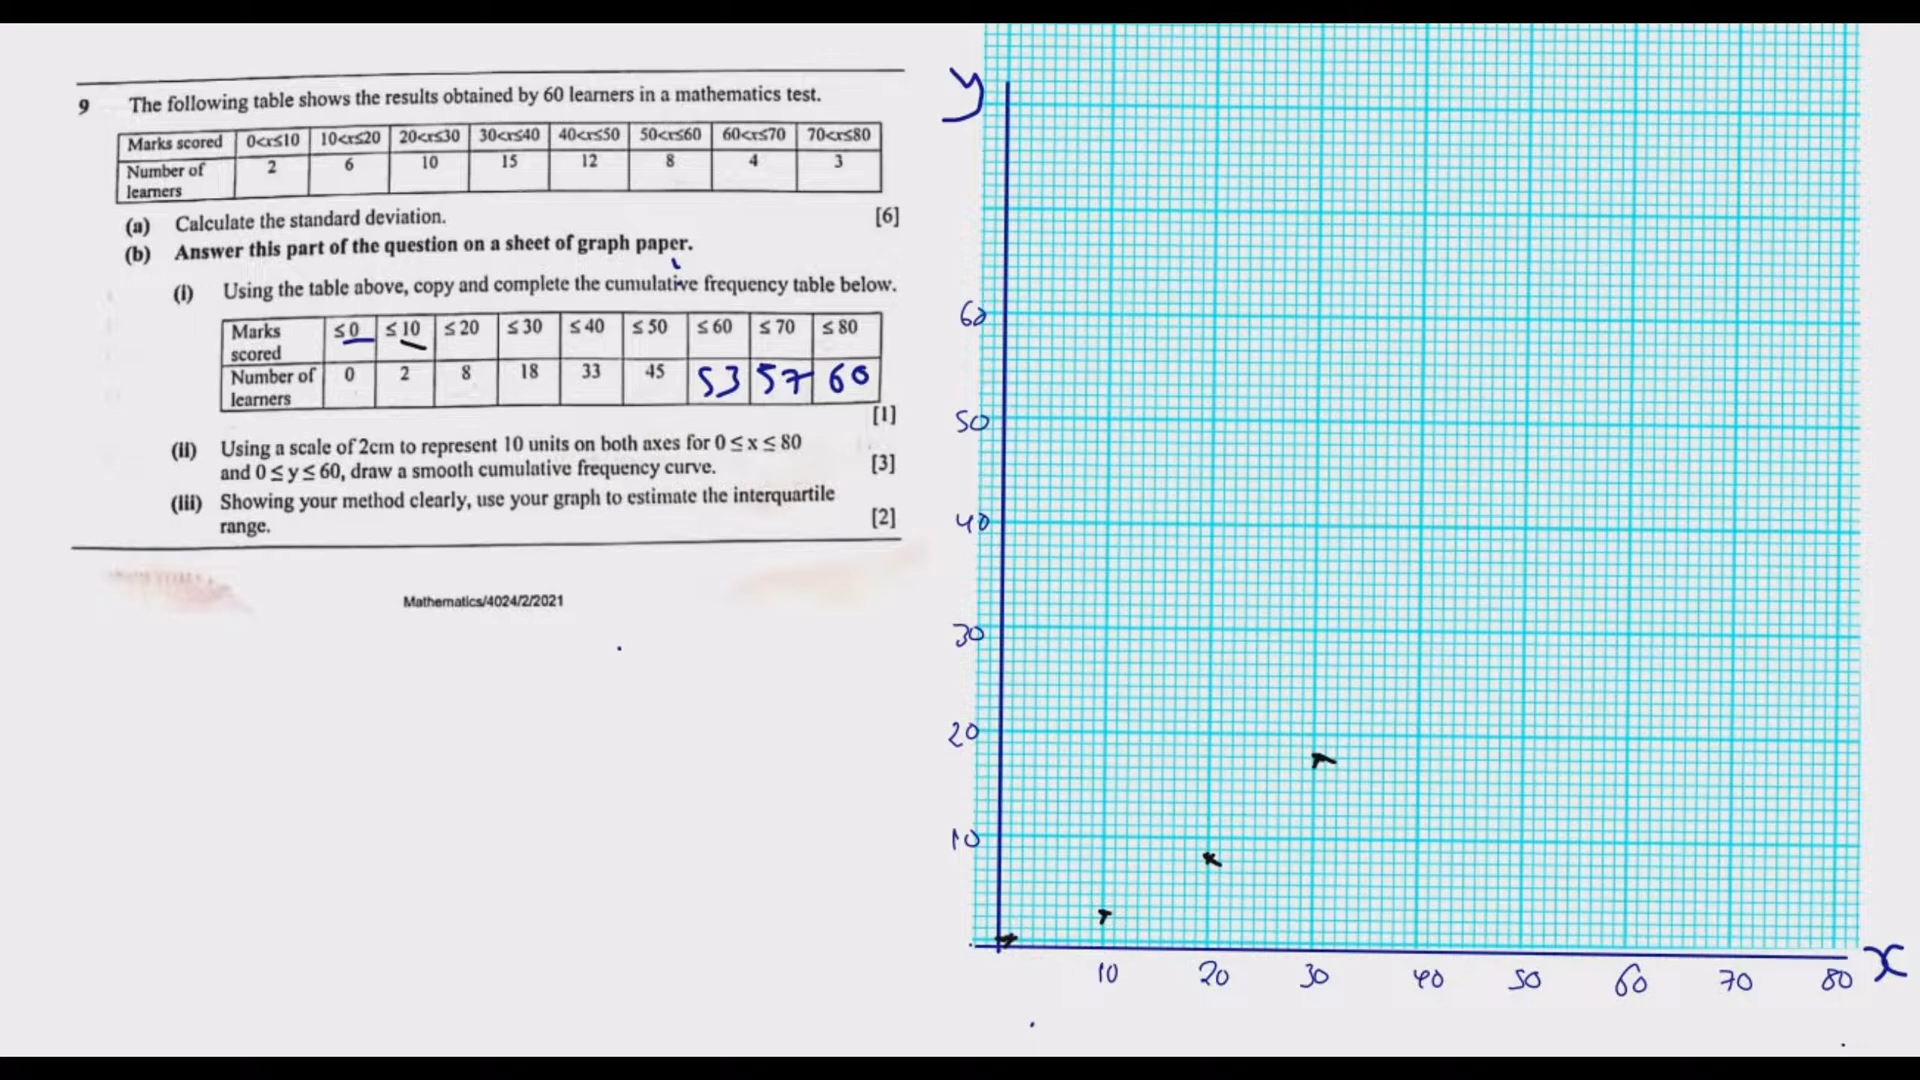 9 The following table shows the results obtained by 60 learners in a mathematics test.
Marks scored 0<x≤10 10<x≤20 20<x≤30 30<x≤40 40<x≤50 50<x≤60 60<x≤70 70<x≤80
Number of learners 2 6 10 15 12 8 4 3
(a) Calculate the standard deviation. [6]
(b) Answer this part of the question on a sheet of graph paper.
(i) Using the table above, copy and complete the cumulative frequency table below.
Marks scored ≤ 0 ≤ 10 ≤ 20 ≤ 30 ≤ 40 ≤ 50 ≤ 60 ≤ 70 ≤ 80
Number of learners 0 2 8 18 33 45 53 57 60
[1]
(ii) Using a scale of 2cm to represent 10 units on both axes for 0 ≤ x ≤ 80
and 0 ≤ y ≤ 60, draw a smooth cumulative frequency curve. [3]
(iii) Showing your method clearly, use your graph to estimate the interquartile
range. [2]
Mathematics/4024/2/2021
y
60
50
40
30
20
10
10 20 30 40 50 60 70 80 x